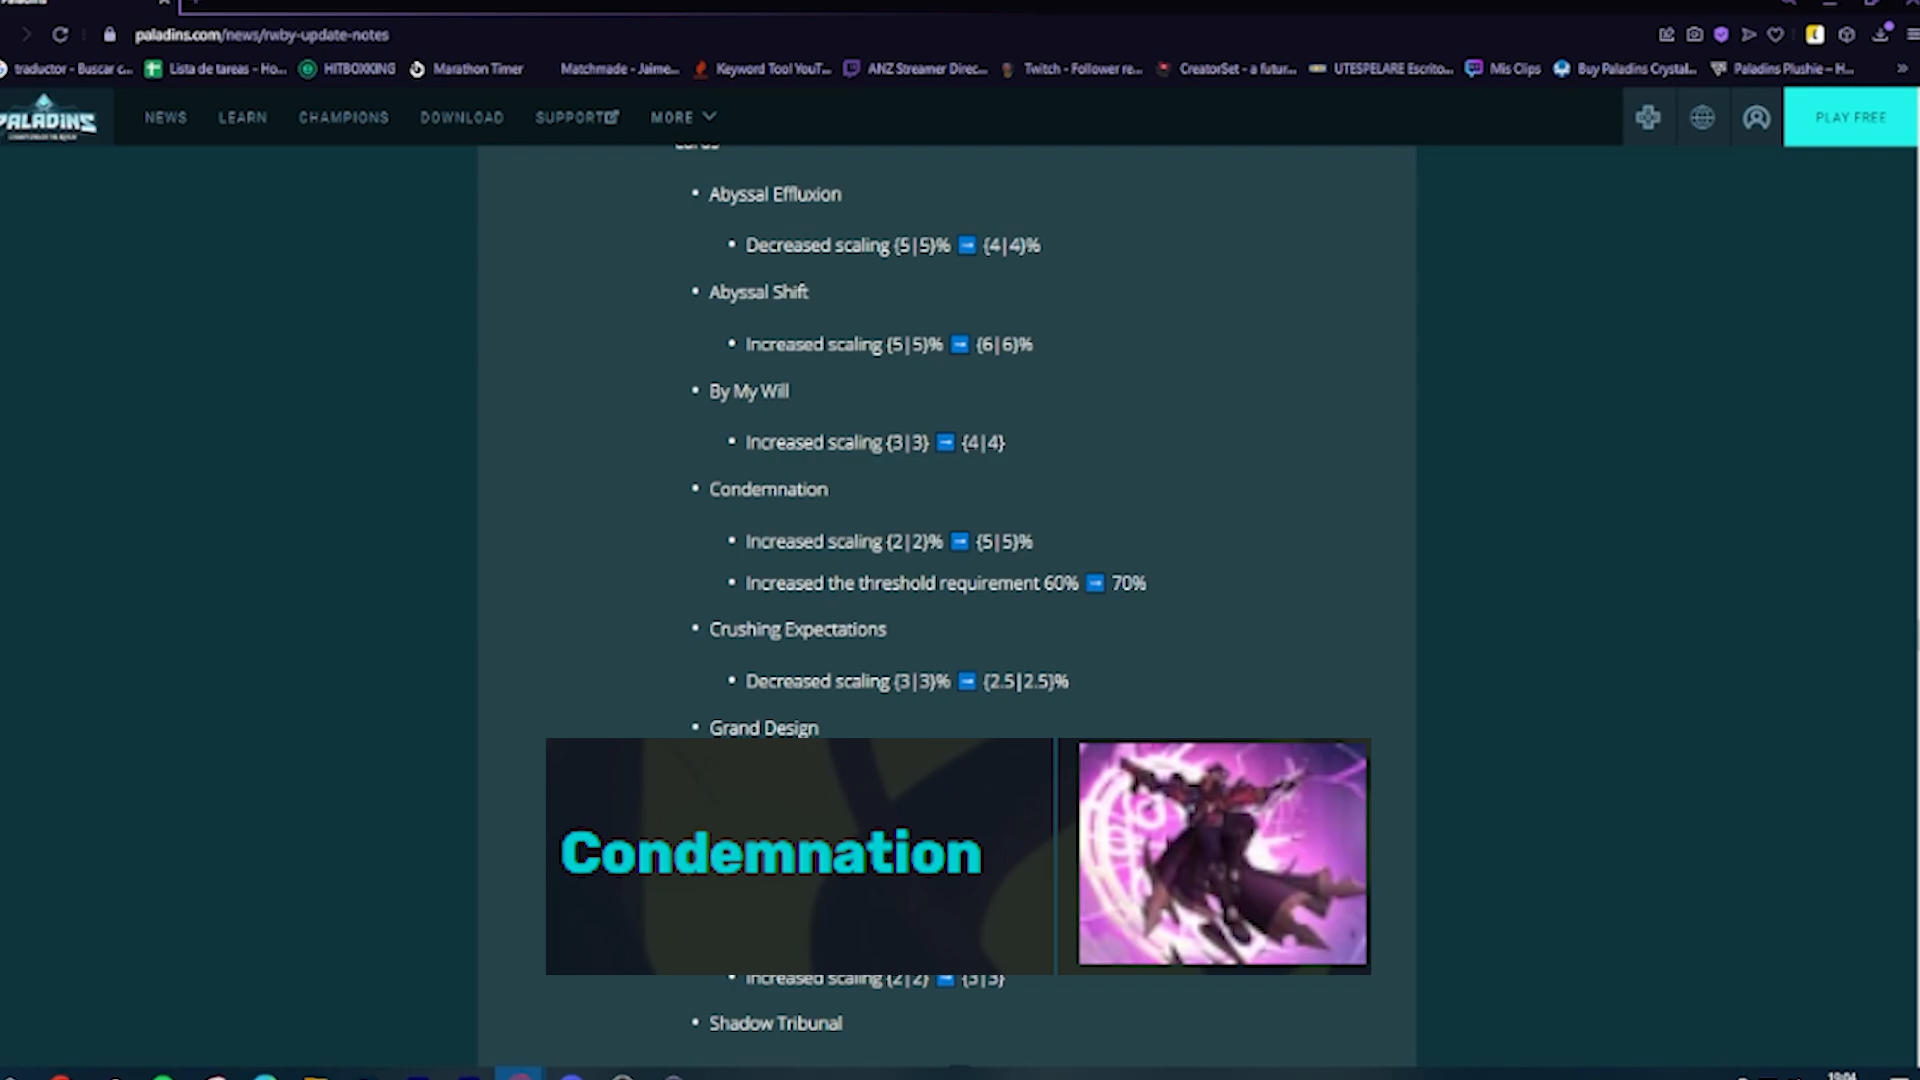 paladins.com/news/rwby-update-notes
traductor - Buscar c... Lista de tareas - Ho... HITBOXKING Marathon Timer Matchmade - Jaime... Keyword Tool YouT... ANZ Streamer Direc... Twitch - Follower re... CreatorSet - a futur... UTESPELARE Escrito... Mis Clips Buy Paladins Crystal... Paladins Plushie – H... »
PALADINS NEWS LEARN CHAMPIONS DOWNLOAD SUPPORT MORE PLAY FREE
• Abyssal Effluxion
• Decreased scaling {5|5}% ➡ {4|4}%
• Abyssal Shift
• Increased scaling {5|5}% ➡ {6|6}%
• By My Will
• Increased scaling {3|3} ➡ {4|4}
• Condemnation
• Increased scaling {2|2}% ➡ {5|5}%
• Increased the threshold requirement 60% ➡ 70%
• Crushing Expectations
• Decreased scaling {3|3}% ➡ {2.5|2.5}%
• Grand Design
Condemnation
• Increased scaling {2|2} ➡ {3|3}
• Shadow Tribunal
19:04